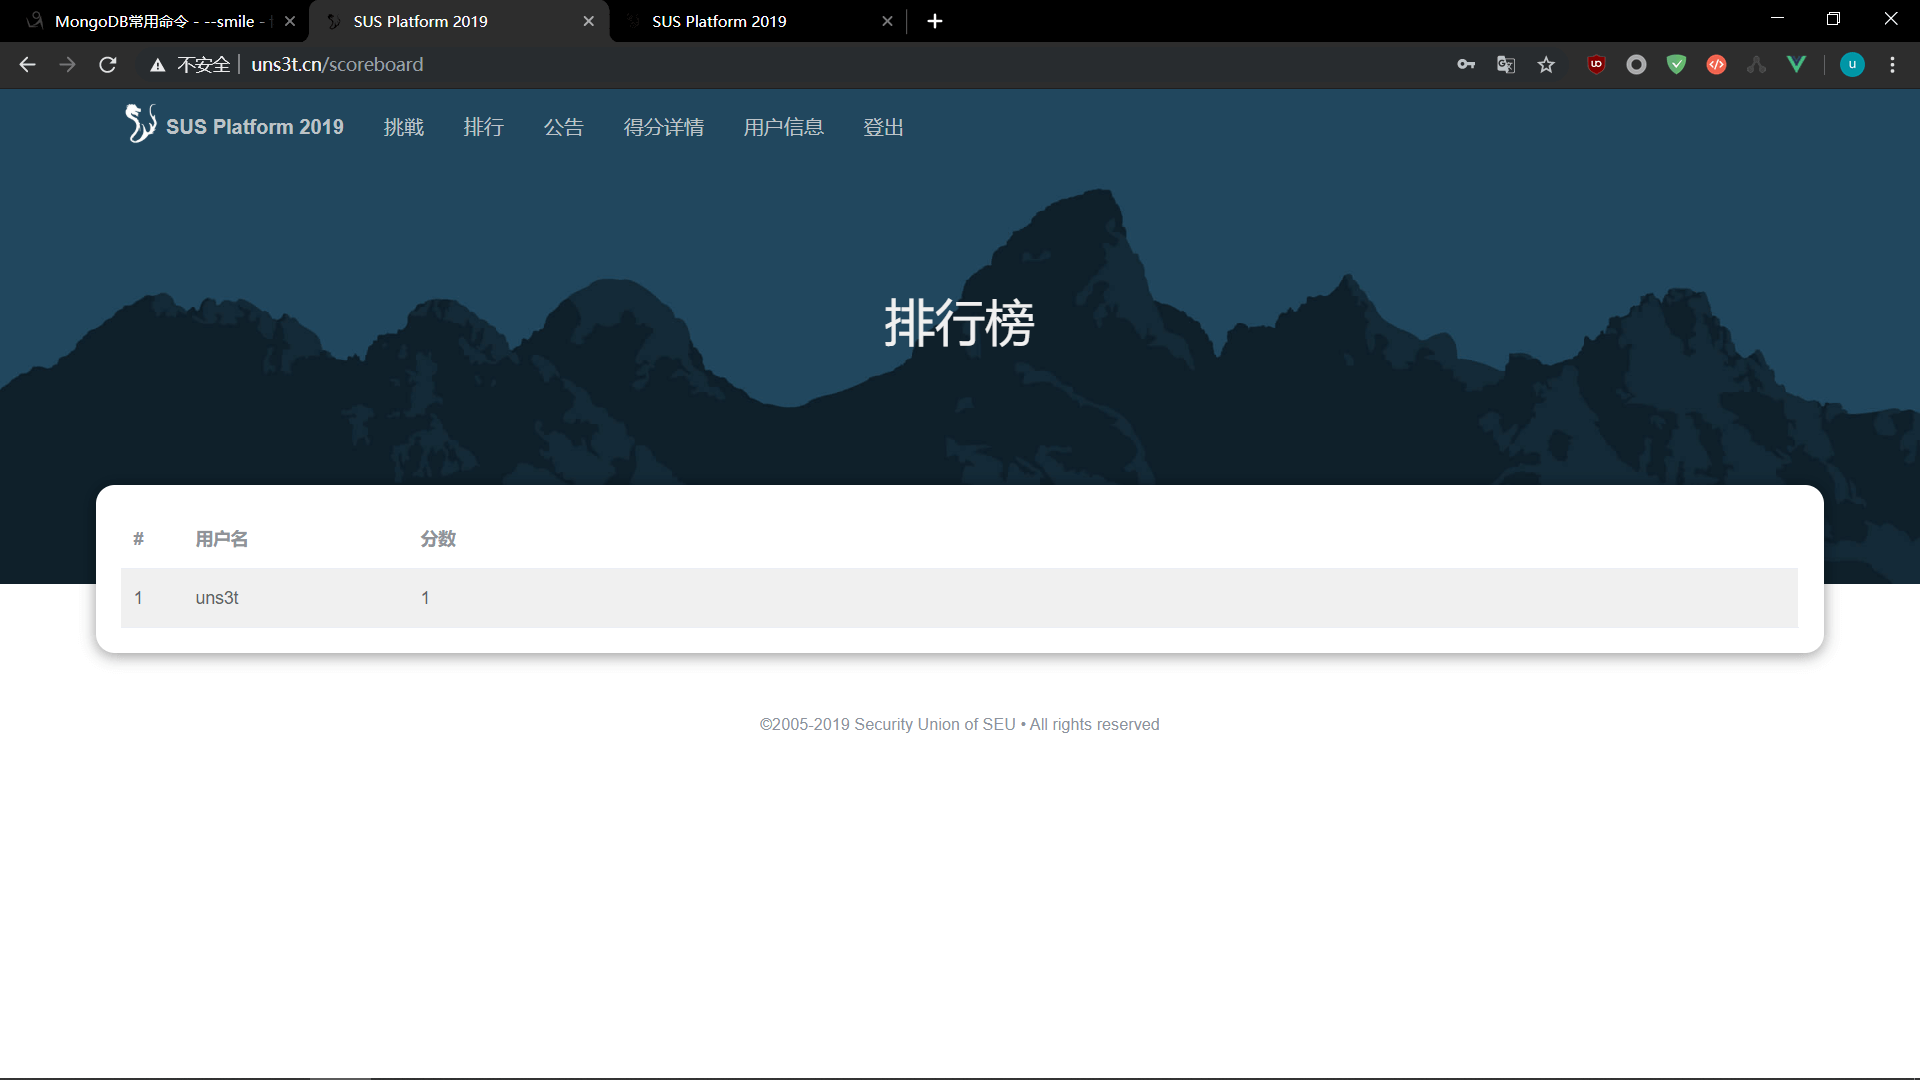 MongoDB常用命令 - --smile -
SUS Platform 2019
SUS Platform 2019
不安全 uns3t.cn/scoreboard
u
SUS Platform 2019 挑戦 排行 公告 得分详情 用户信息 登出
排行榜
# 用户名 分数
1 uns3t 1
©2005-2019 Security Union of SEU • All rights reserved